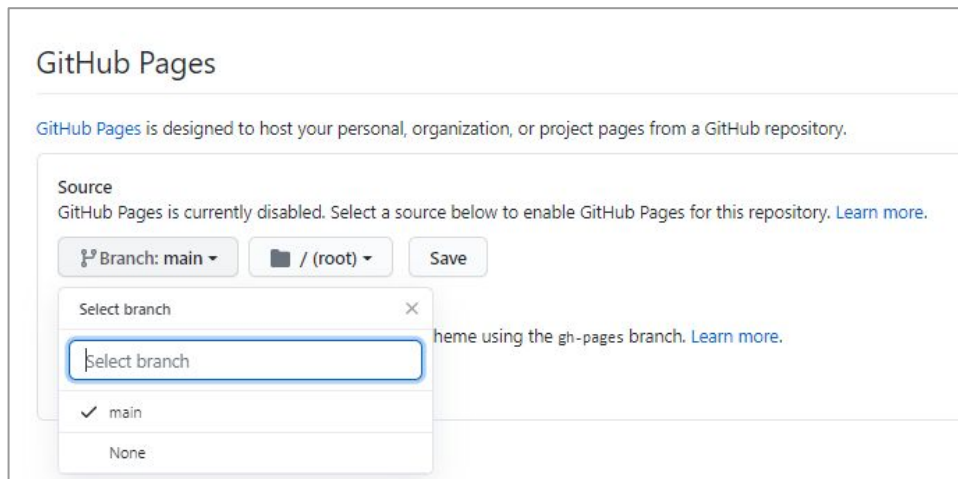 GitHub Pages
GitHub Pages is designed to host your personal, organization, or project pages from a GitHub repository.
Source
GitHub Pages is currently disabled. Select a source below to enable GitHub Pages for this repository. Learn more.
Branch: main
/ (root)
Save
Select branch
heme using the gh-pages branch. Learn more.
Select branch
main
None